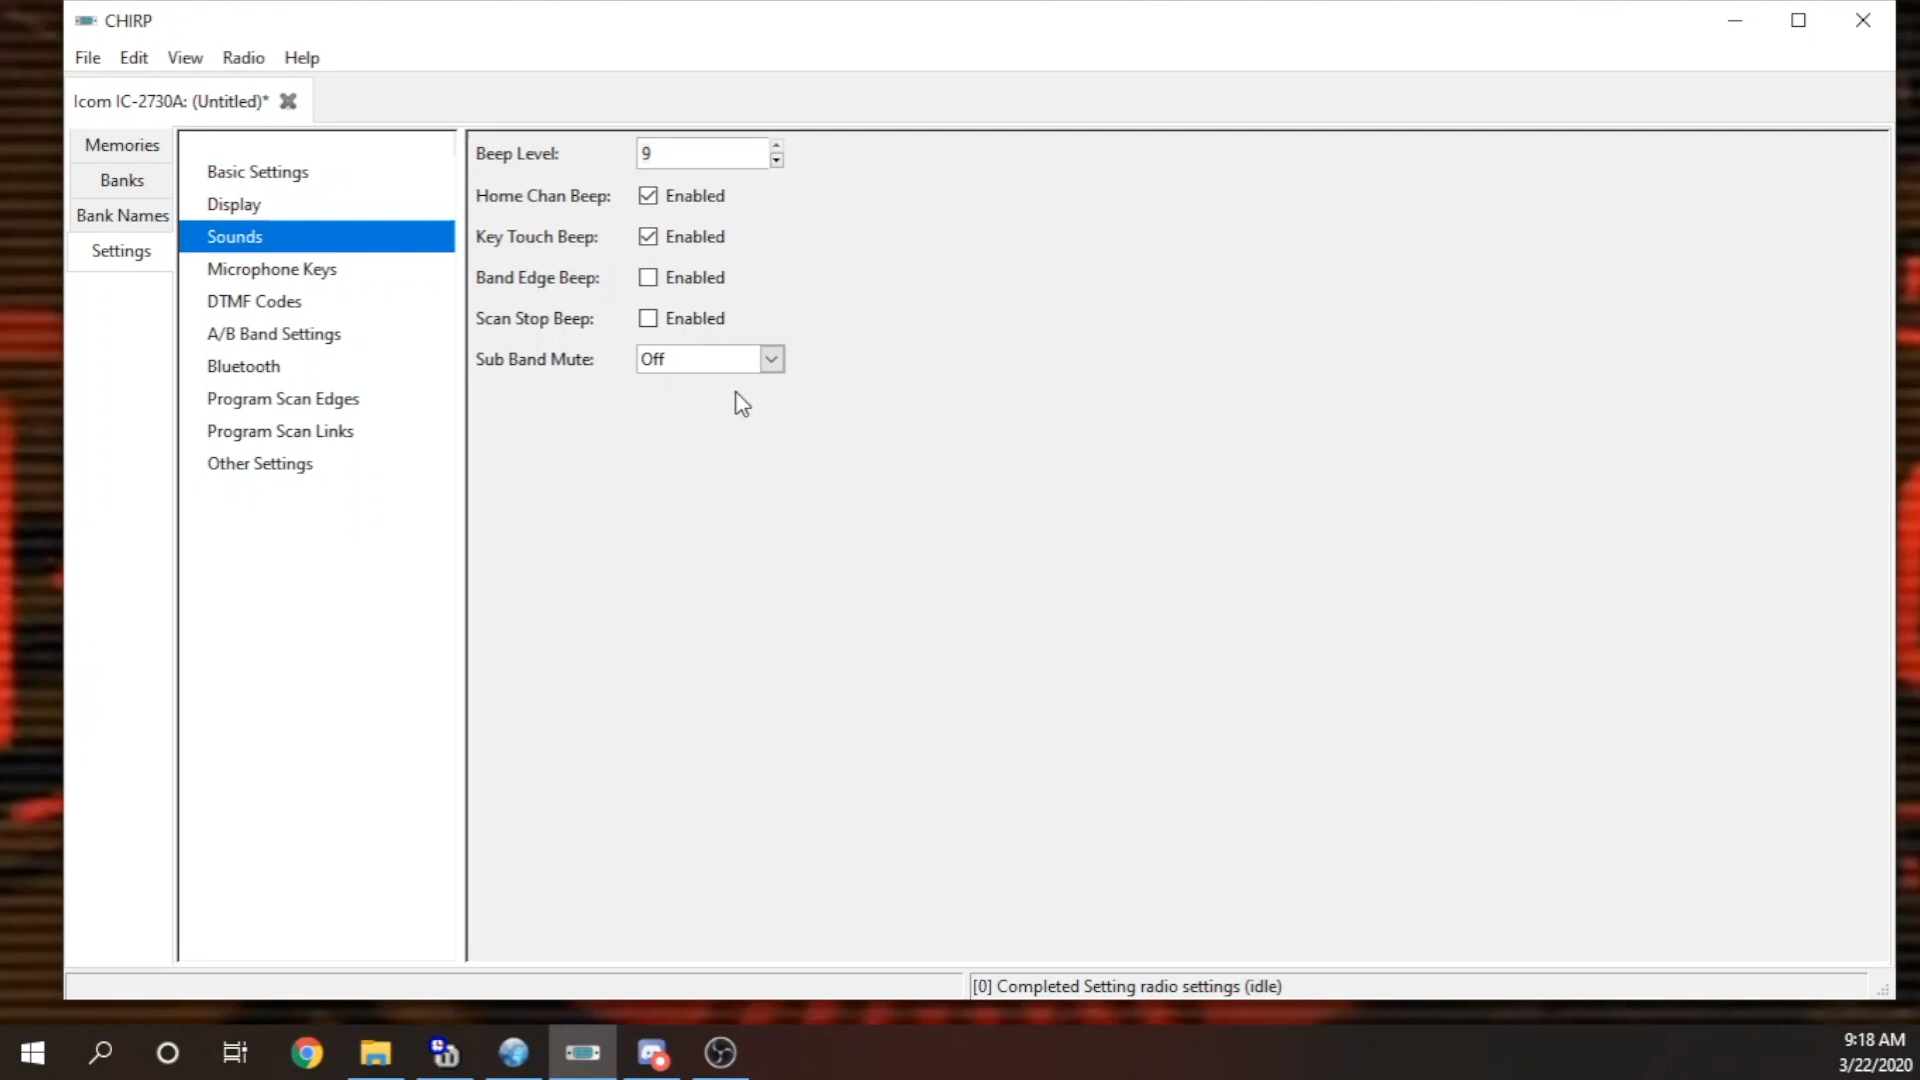 CHIRP
File Edit View Radio Help
Icom IC-2730A: (Untitled)*
Memories
Banks
Bank Names
Settings
Basic Settings
Display
Sounds
Microphone Keys
DTMF Codes
A/B Band Settings
Bluetooth
Program Scan Edges
Program Scan Links
Other Settings
Beep Level: 9
Home Chan Beep: Enabled
Key Touch Beep: Enabled
Band Edge Beep: Enabled
Scan Stop Beep: Enabled
Sub Band Mute: Off
[0] Completed Setting radio settings (idle)
9:18 AM
3/22/2020